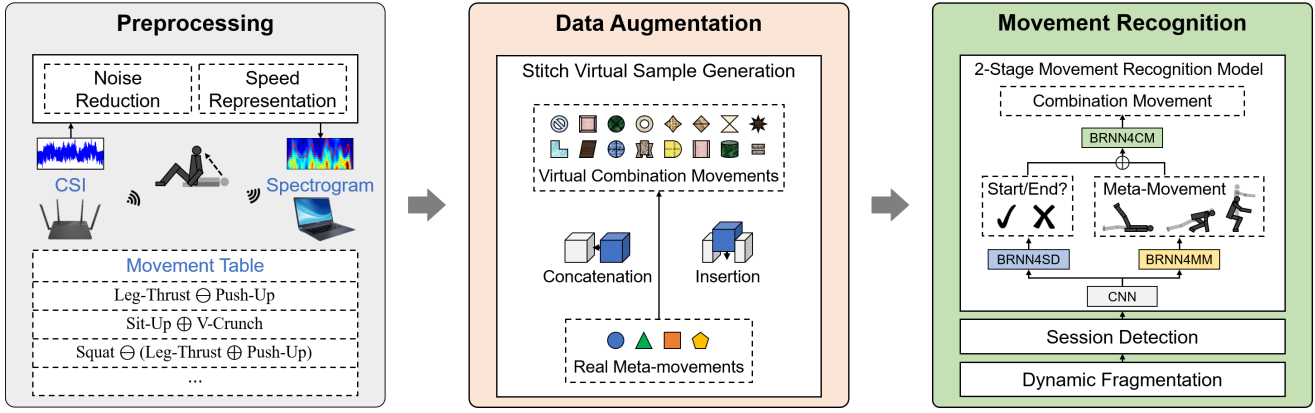 Preprocessing
Noise
Reduction
Speed
Representation
CSI
Spectrogram
Movement Table
Leg-Thrust ⊖ Push-Up
Sit-Up ⊕ V-Crunch
Squat ⊖ (Leg-Thrust ⊕ Push-Up)
...
Data Augmentation
Stitch Virtual Sample Generation
Virtual Combination Movements
Concatenation
Insertion
Real Meta-movements
Movement Recognition
2-Stage Movement Recognition Model
Combination Movement
BRNN4CM
Start/End?
Meta-Movement
BRNN4SD
BRNN4MM
CNN
Session Detection
Dynamic Fragmentation